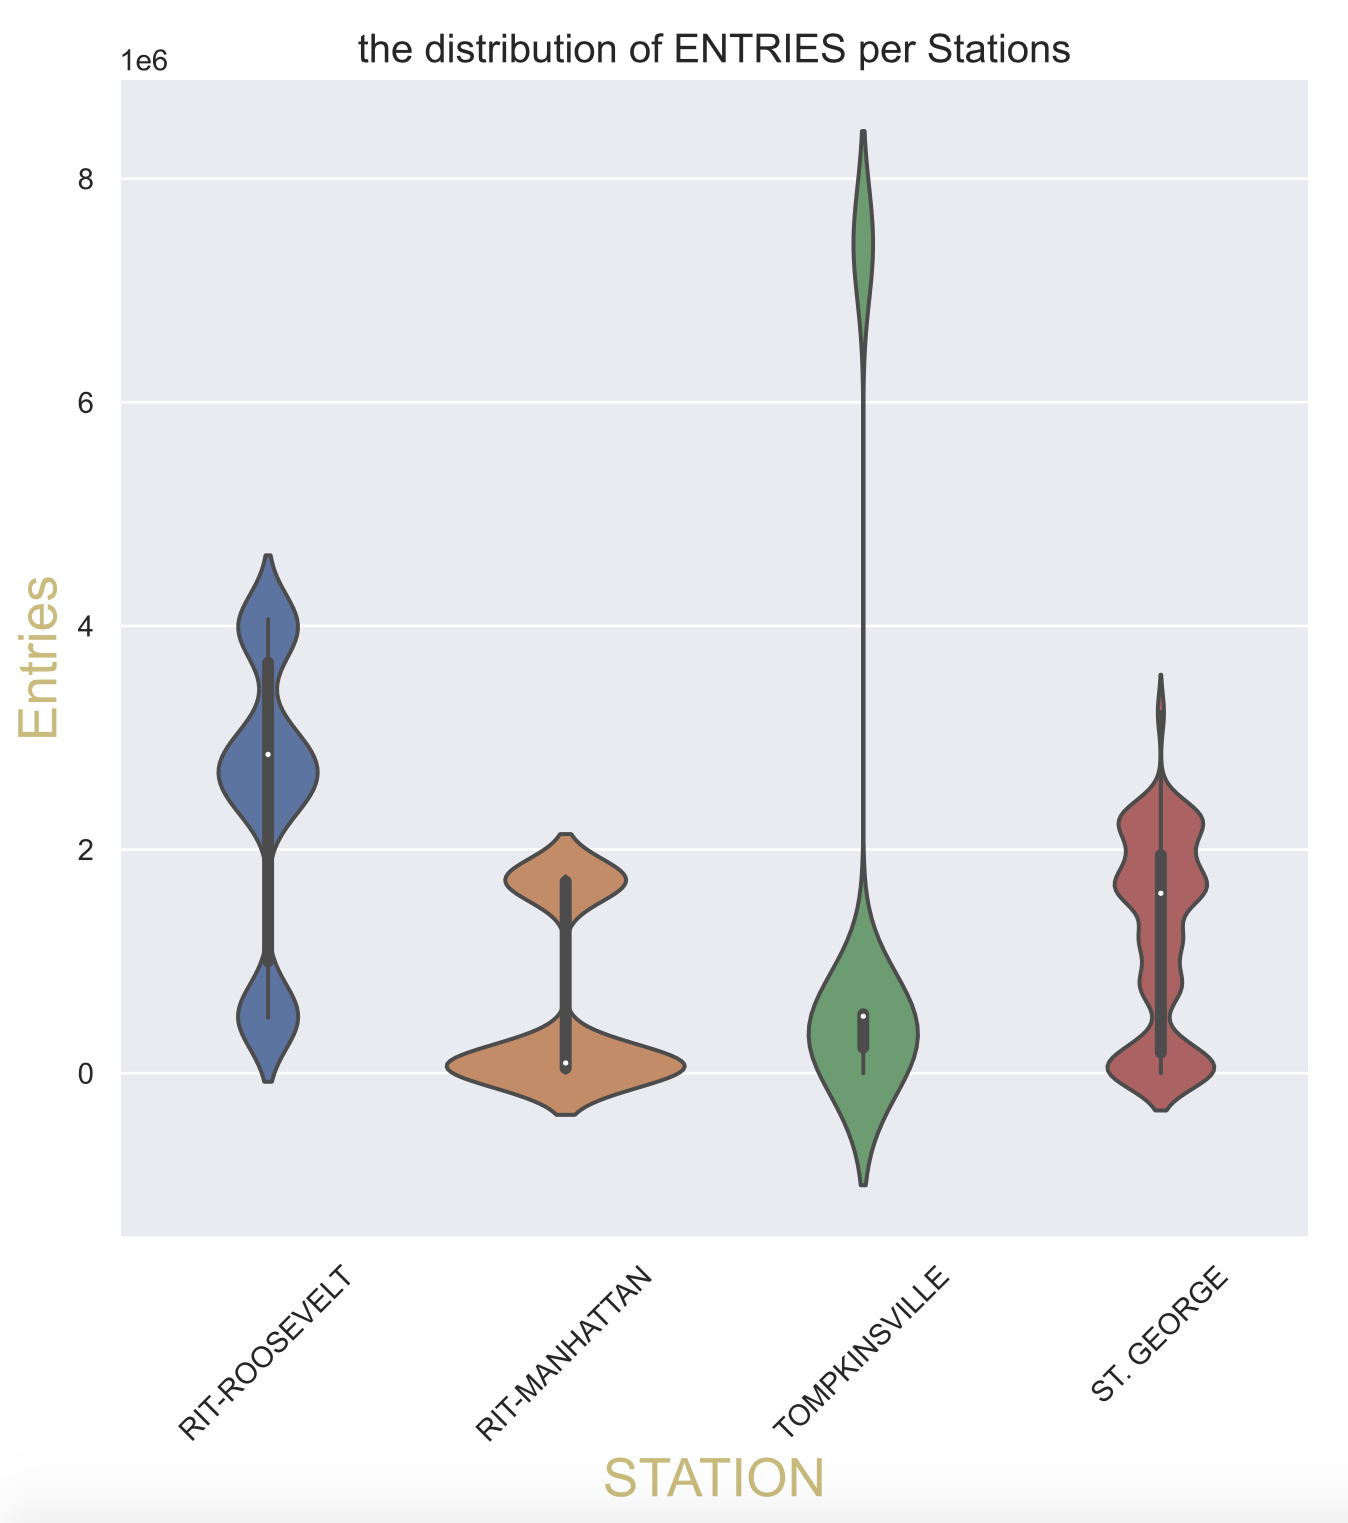 the distribution of ENTRIES per Stations
1e6
8
6
4
2
0
Entries
RIT-ROOSEVELT
RIT-MANHATTAN
TOMPKINSVILLE
ST. GEORGE
STATION